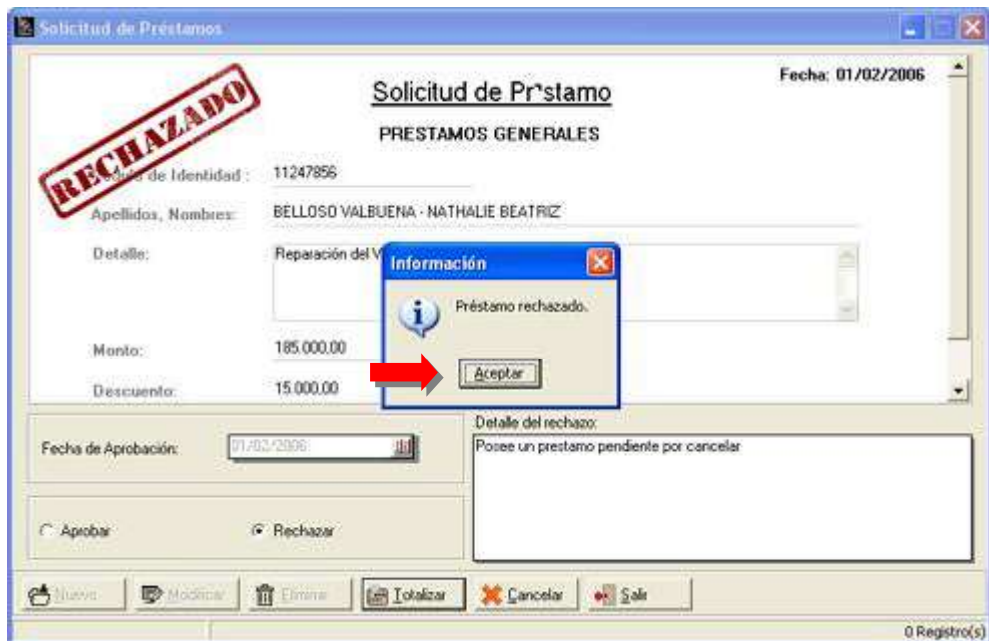 Solicitud de Préstamos
Fecha: 01/02/2006
RECHAZADO
Solicitud de Pr^stamo
PRESTAMOS GENERALES
de Identidad : 11247856
Apellidos, Nombres: BELLOSO VALBUENA - NATHALIE BEATRIZ
Detalle: Reparación del V
Información
Préstamo rechazado.
Aceptar
Monto: 185.000,00
Descuento: 15.000,00
Fecha de Aprobación: 01/02/2006
Detalle del rechazo:
Posee un prestamo pendiente por cancelar
Aprobar Rechazar
Nuevo Modificar Eliminar Totalizar Cancelar Salir
0 Registro(s)